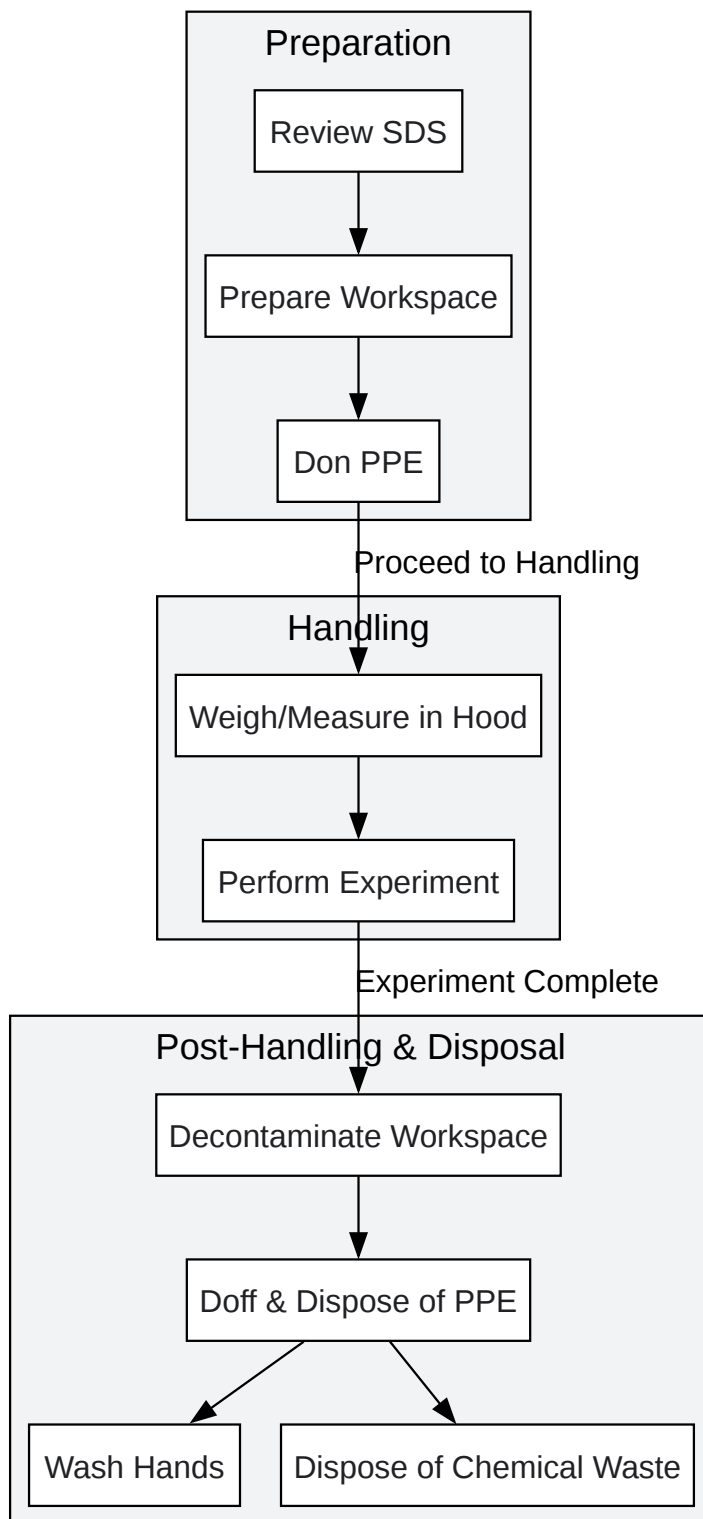 Preparation
Review SDS
Prepare Workspace
Don PPE
Proceed to Handling
Handling
Weigh/Measure in Hood
Perform Experiment
Experiment Complete
Post-Handling & Disposal
Decontaminate Workspace
Doff & Dispose of PPE
Wash Hands
Dispose of Chemical Waste